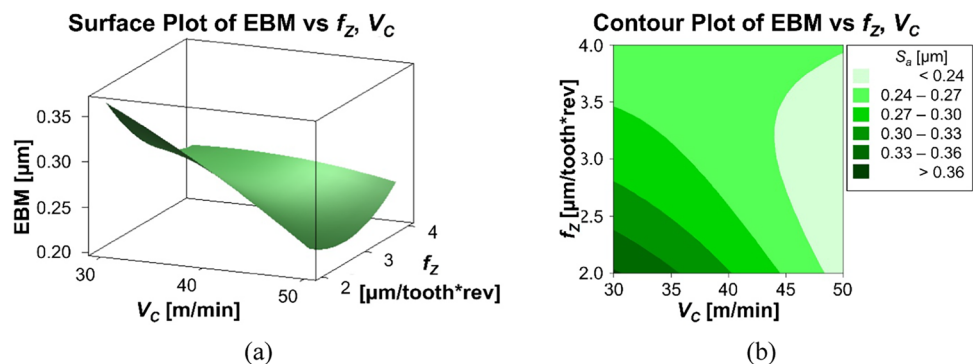 Surface Plot of EBM vs fZ, VC
0.35
0.30
0.25
0.20
EBM [µm]
30
40
50
VC [m/min]
2
3
4
fZ
[µm/tooth*rev]
(a)
Contour Plot of EBM vs fZ, VC
4.0
3.5
3.0
2.5
2.0
fZ [µm/tooth*rev]
30
35
40
45
50
VC [m/min]
Sa [µm]
< 0.24
0.24 – 0.27
0.27 – 0.30
0.30 – 0.33
0.33 – 0.36
> 0.36
(b)